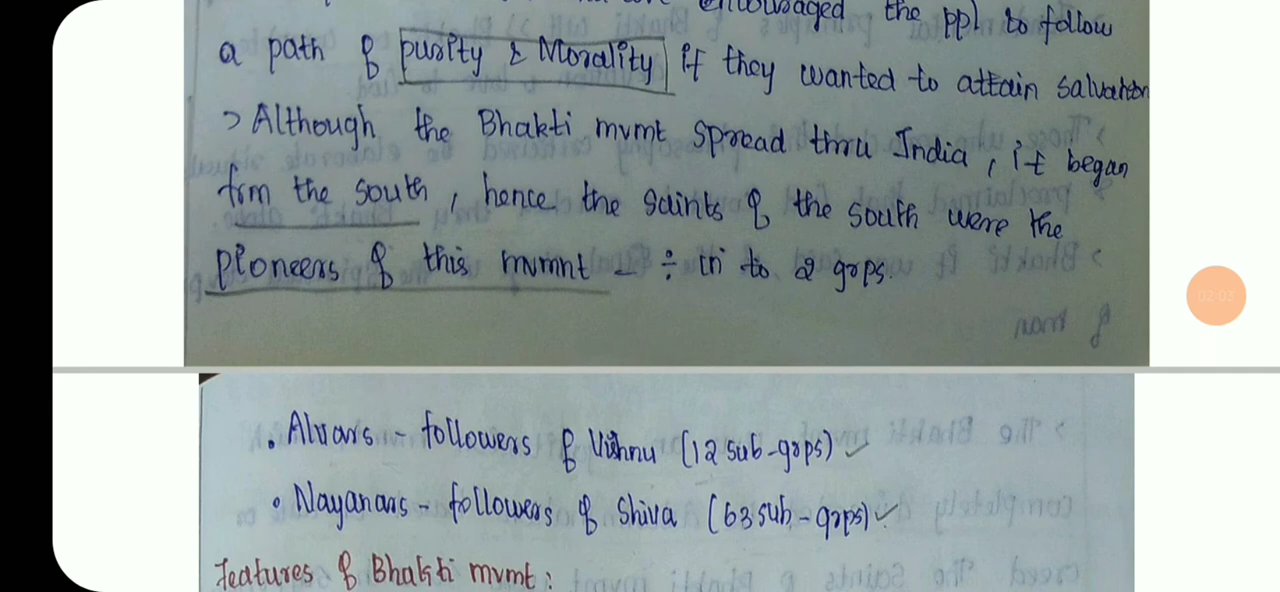 encouraged the ppl to follow
a path of purity & Morality if they wanted to attain salvation
> Although the Bhakti mvmt spread thru India, it began
frm the south, hence the saints of the south were the
Pioneers of this mvmnt - ÷ in to 2 grps.
02:02
• Alvars - followers of Vishnu (12 sub-grps) ✓
• Nayanars - followers of Shiva (63 sub-grps) ✓
Features of Bhakti mvmt: